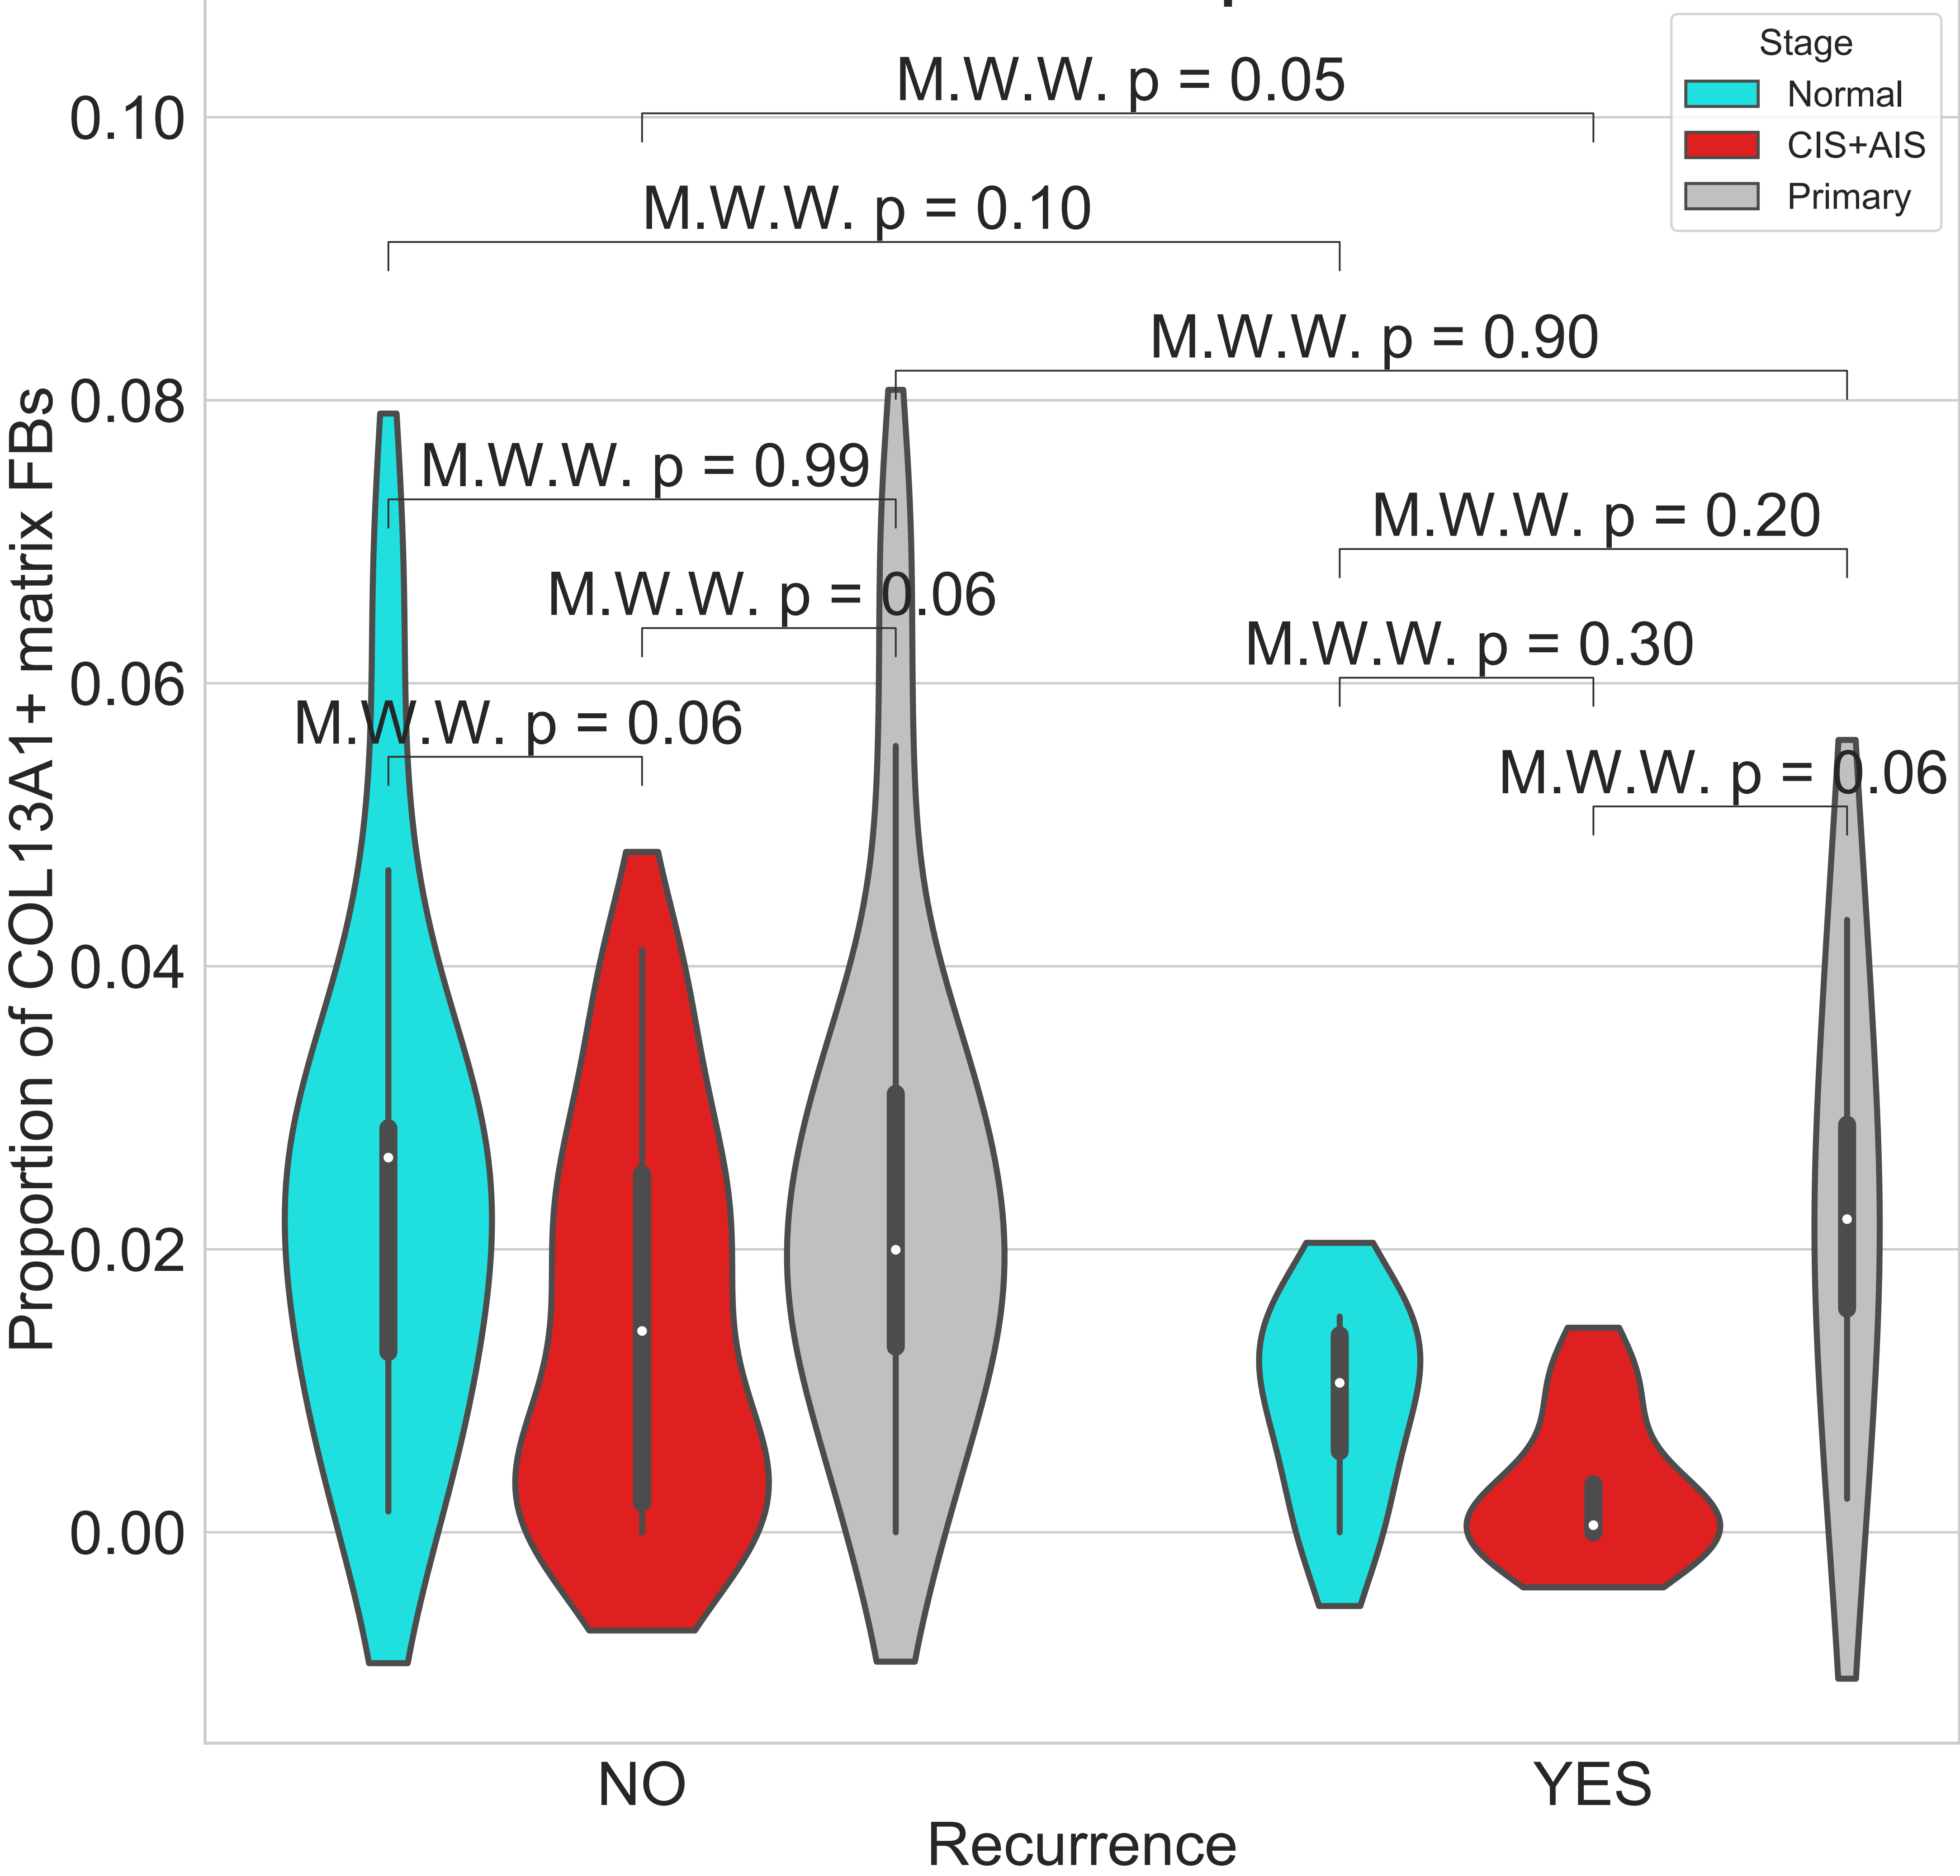 Stage
Normal
CIS+AIS
Primary
M.W.W. p = 0.05
M.W.W. p = 0.10
M.W.W. p = 0.90
M.W.W. p = 0.99
M.W.W. p = 0.20
M.W.W. p = 0.06
M.W.W. p = 0.30
M.W.W. p = 0.06
M.W.W. p = 0.06
Proportion of COL13A1+ matrix FBs
0.10
0.08
0.06
0.04
0.02
0.00
NO
YES
Recurrence